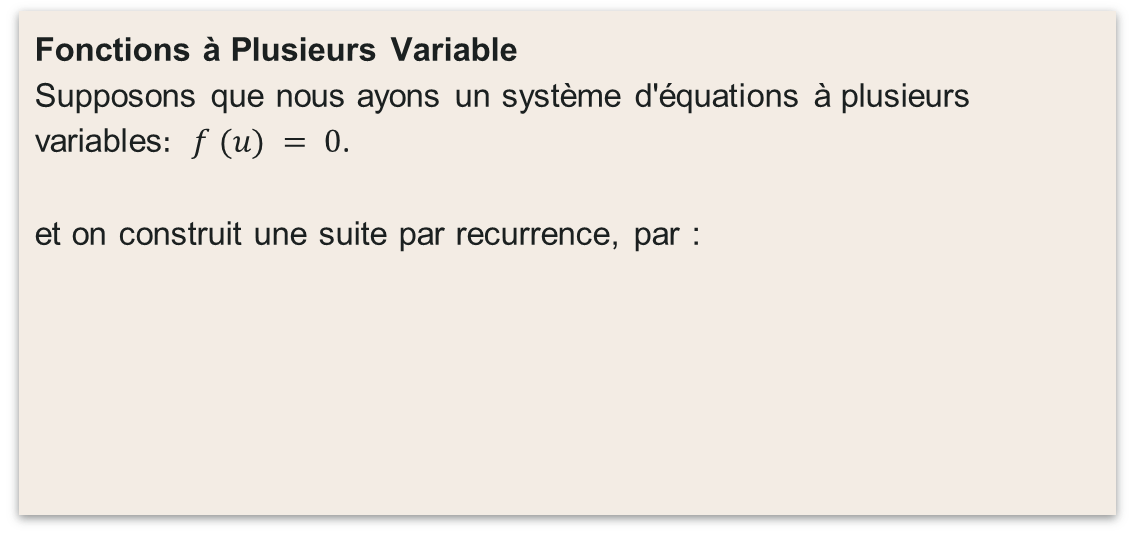 Fonctions à Plusieurs Variable
Supposons que nous ayons un système d'équations à plusieurs
variables: f (u) = 0.
et on construit une suite par recurrence, par :